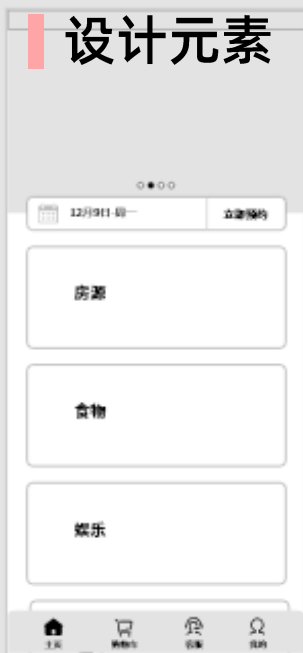 设计元素
12月9日·周一
立即预约
房源
食物
娱乐
主页
购物车
客服
我的